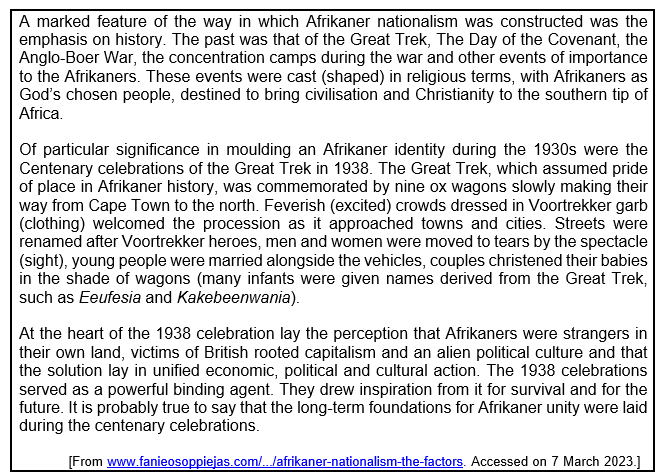 A marked feature of the way in which Afrikaner nationalism was constructed was the
emphasis on history. The past was that of the Great Trek, The Day of the Covenant, the
Anglo-Boer War, the concentration camps during the war and other events of importance
to the Afrikaners. These events were cast (shaped) in religious terms, with Afrikaners as
God's chosen people, destined to bring civilisation and Christianity to the southern tip of
Africa.
Of particular significance in moulding an Afrikaner identity during the 1930s were the
Centenary celebrations of the Great Trek in 1938. The Great Trek, which assumed pride
of place in Afrikaner history, was commemorated by nine ox wagons slowly making their
way from Cape Town to the north. Feverish (excited) crowds dressed in Voortrekker garb
(clothing) welcomed the procession as it approached towns and cities. Streets were
renamed after Voortrekker heroes, men and women were moved to tears by the spectacle
(sight), young people were married alongside the vehicles, couples christened their babies
in the shade of wagons (many infants were given names derived from the Great Trek,
such as Eeufesia and Kakebeenwania).
At the heart of the 1938 celebration lay the perception that Afrikaners were strangers in
their own land, victims of British rooted capitalism and an alien political culture and that
the solution lay in unified economic, political and cultural action. The 1938 celebrations
served as a powerful binding agent. They drew inspiration from it for survival and for the
future. It is probably true to say that the long-term foundations for Afrikaner unity were laid
during the centenary celebrations.
[From www.fanieosoppiejas.com/.../afrikaner-nationalism-the-factors. Accessed on 7 March 2023.]